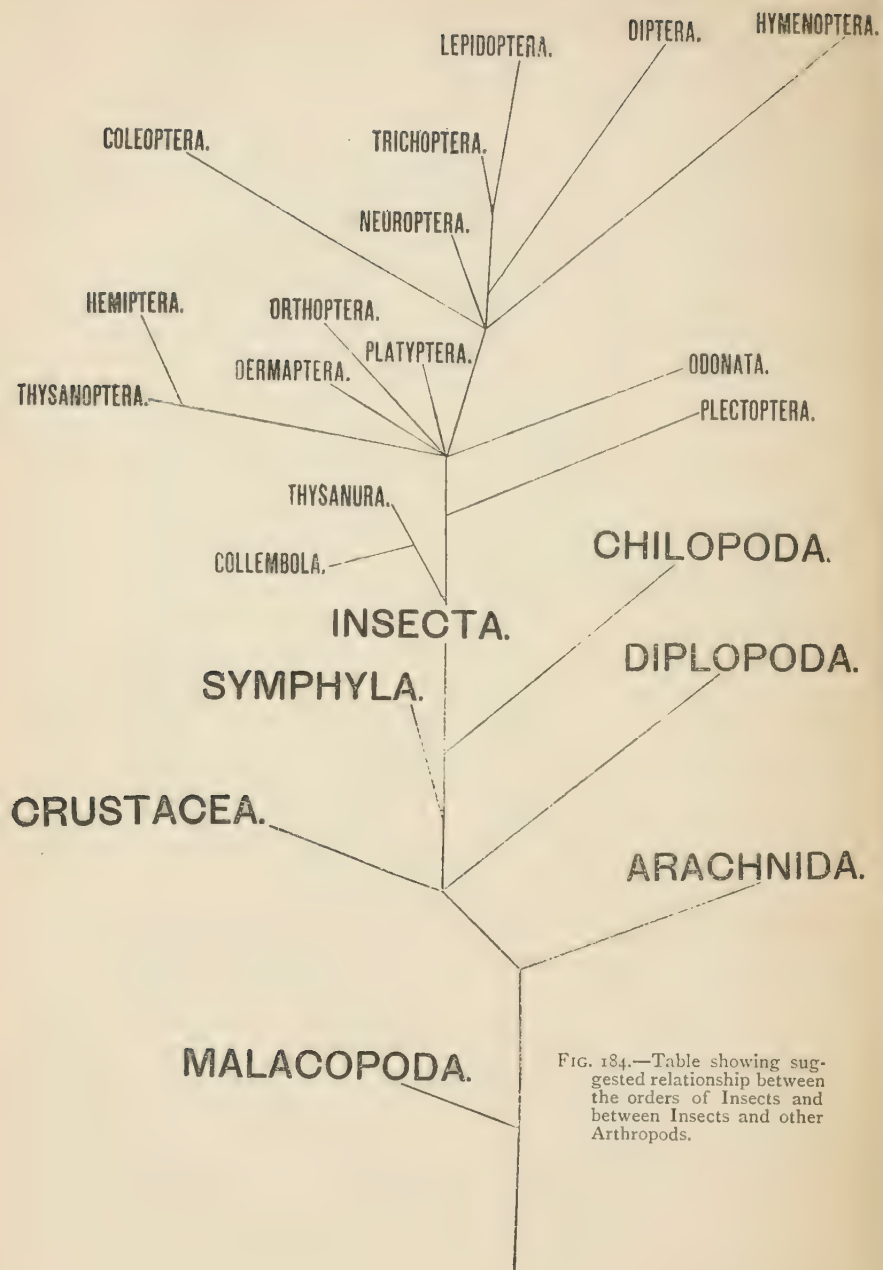 HYMENOPTERA.
DIPTERA.
LEPIDOPTERA.
COLEOPTERA.
TRICHOPTERA.
NEUROPTERA.
HEMIPTERA.
ORTHOPTERA.
PLATYPTERA.
ODONATA.
DERMAPTERA.
THYSANOPTERA.
PLECTOPTERA.
THYSANURA.
COLLEMBOLA.
CHILOPODA.
INSECTA.
DIPLOPODA.
SYMPHYLA.
CRUSTACEA.
ARACHNIDA.
MALACOPODA.
FIG. 184.—Table showing sug-
gested relationship between
the orders of Insects and
between Insects and other
Arthropods.